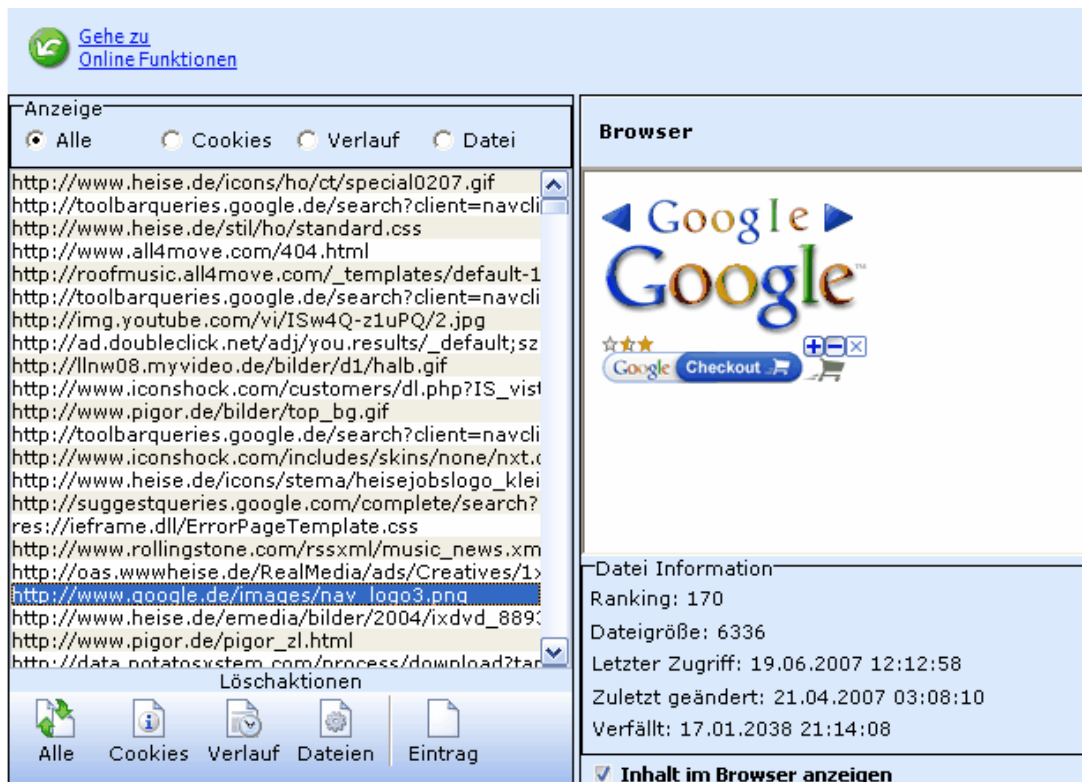 Gehe zu
Online Funktionen
Anzeige
Alle Cookies Verlauf Datei
http://www.heise.de/icons/ho/ct/special0207.gif
http://toolbarqueries.google.de/search?client=navcli
http://www.heise.de/stil/ho/standard.css
http://www.all4move.com/404.html
http://roofmusic.all4move.com/_templates/default-1
http://toolbarqueries.google.de/search?client=navcli
http://img.youtube.com/vi/ISw4Q-z1uPQ/2.jpg
http://ad.doubleclick.net/adj/you.results/_default;sz
http://llnw08.myvideo.de/bilder/d1/halb.gif
http://www.iconshock.com/customers/dl.php?IS_vist
http://www.pigor.de/bilder/top_bg.gif
http://toolbarqueries.google.de/search?client=navcli
http://www.iconshock.com/includes/skins/none/nxt.c
http://www.heise.de/icons/stema/heisejobslogo_klei
http://suggestqueries.google.com/complete/search?
res://ieframe.dll/ErrorPageTemplate.css
http://www.rollingstone.com/rssxml/music_news.xm
http://oas.wwwheise.de/RealMedia/ads/Creatives/1x
http://www.google.de/images/nav_logo3.png
http://www.heise.de/emedia/bilder/2004/ixdvd_8893
http://www.pigor.de/pigor_zl.html
http://data.potatosystem.com/process/download?tar
Löschaktionen
Alle Cookies Verlauf Dateien Eintrag
Browser
Google
Google™
Google Checkout
Datei Information
Ranking: 170
Dateigröße: 6336
Letzter Zugriff: 19.06.2007 12:12:58
Zuletzt geändert: 21.04.2007 03:08:10
Verfällt: 17.01.2038 21:14:08
Inhalt im Browser anzeigen